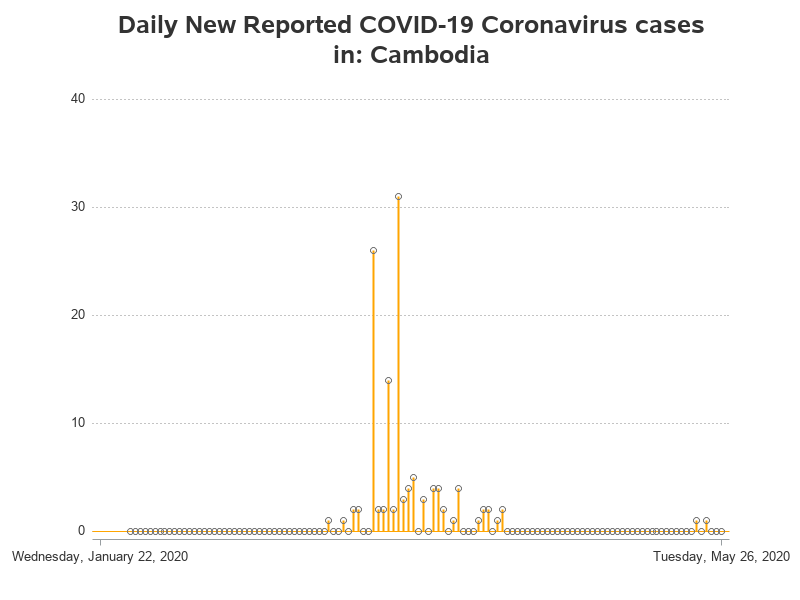 Daily New Reported COVID-19 Coronavirus cases
in: Cambodia
40
30
20
10
0
Wednesday, January 22, 2020
Tuesday, May 26, 2020